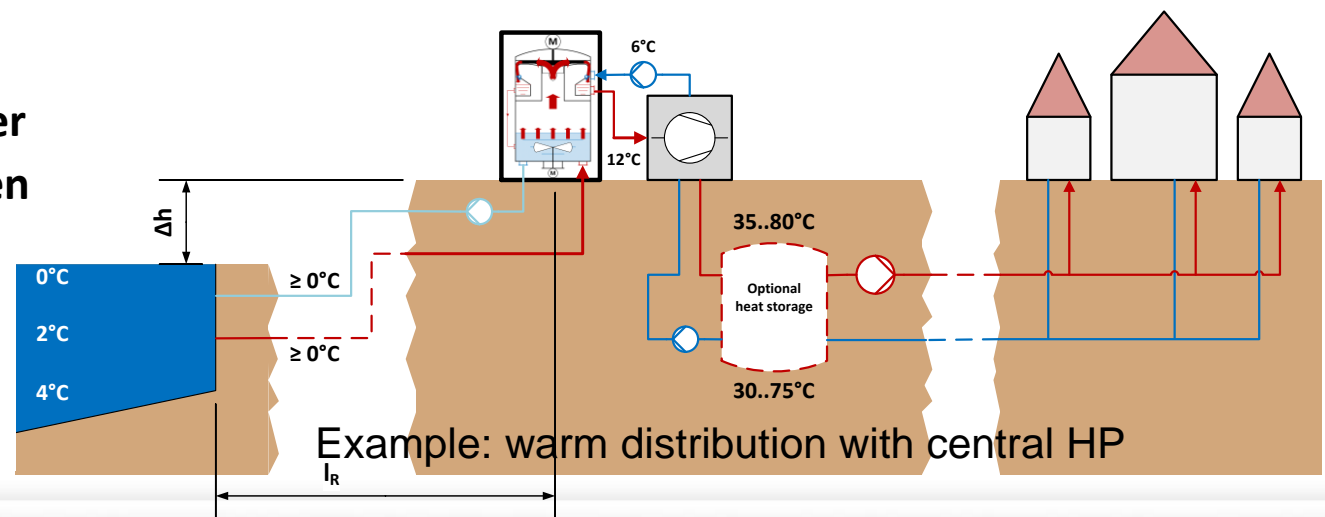 er
en
M
6°C
12°C
M
Δh
0°C
2°C
4°C
≥ 0°C
≥ 0°C
35..80°C
Optional
heat storage
30..75°C
Example: warm distribution with central HP
l_R